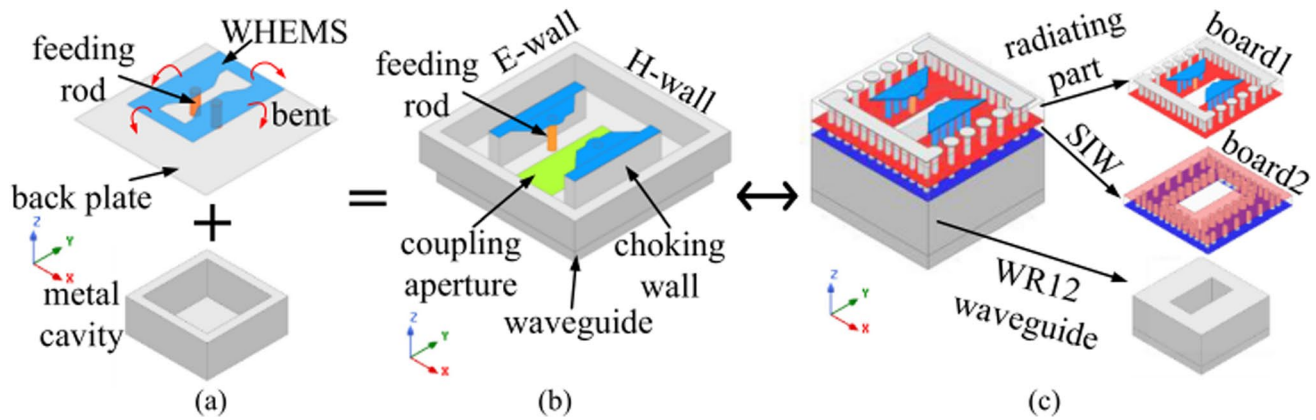 WHEMS
feeding
rod
bent
back plate
+
Z
Y
X
metal
cavity
(a)
=
E-wall
H-wall
feeding
rod
coupling
aperture
choking
wall
waveguide
Z
Y
X
(b)
radiating
part
board1
SIW
board2
WR12
waveguide
Z
Y
X
(c)